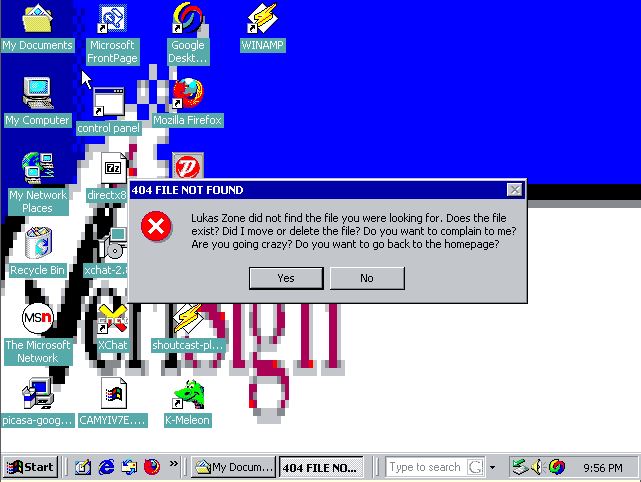 My Documents
Microsoft
FrontPage
Google
Deskt...
WINAMP
My Computer
control panel
Mozilla Firefox
My Network
Places
directx8
7z
404 FILE NOT FOUND
Lukas Zone did not find the file you were looking for. Does the file
exist? Did I move or delete the file? Do you want to complain to me?
Are you going crazy? Do you want to go back to the homepage?
Yes
No
Recycle Bin
xchat-2.8
MSn
The Microsoft
Network
XChat
shoutcast-pl...
picasa-goog...
CAMYIV7E....
K-Meleon
Start
»
My Docum...
404 FILE NO...
Type to search
G
9:56 PM